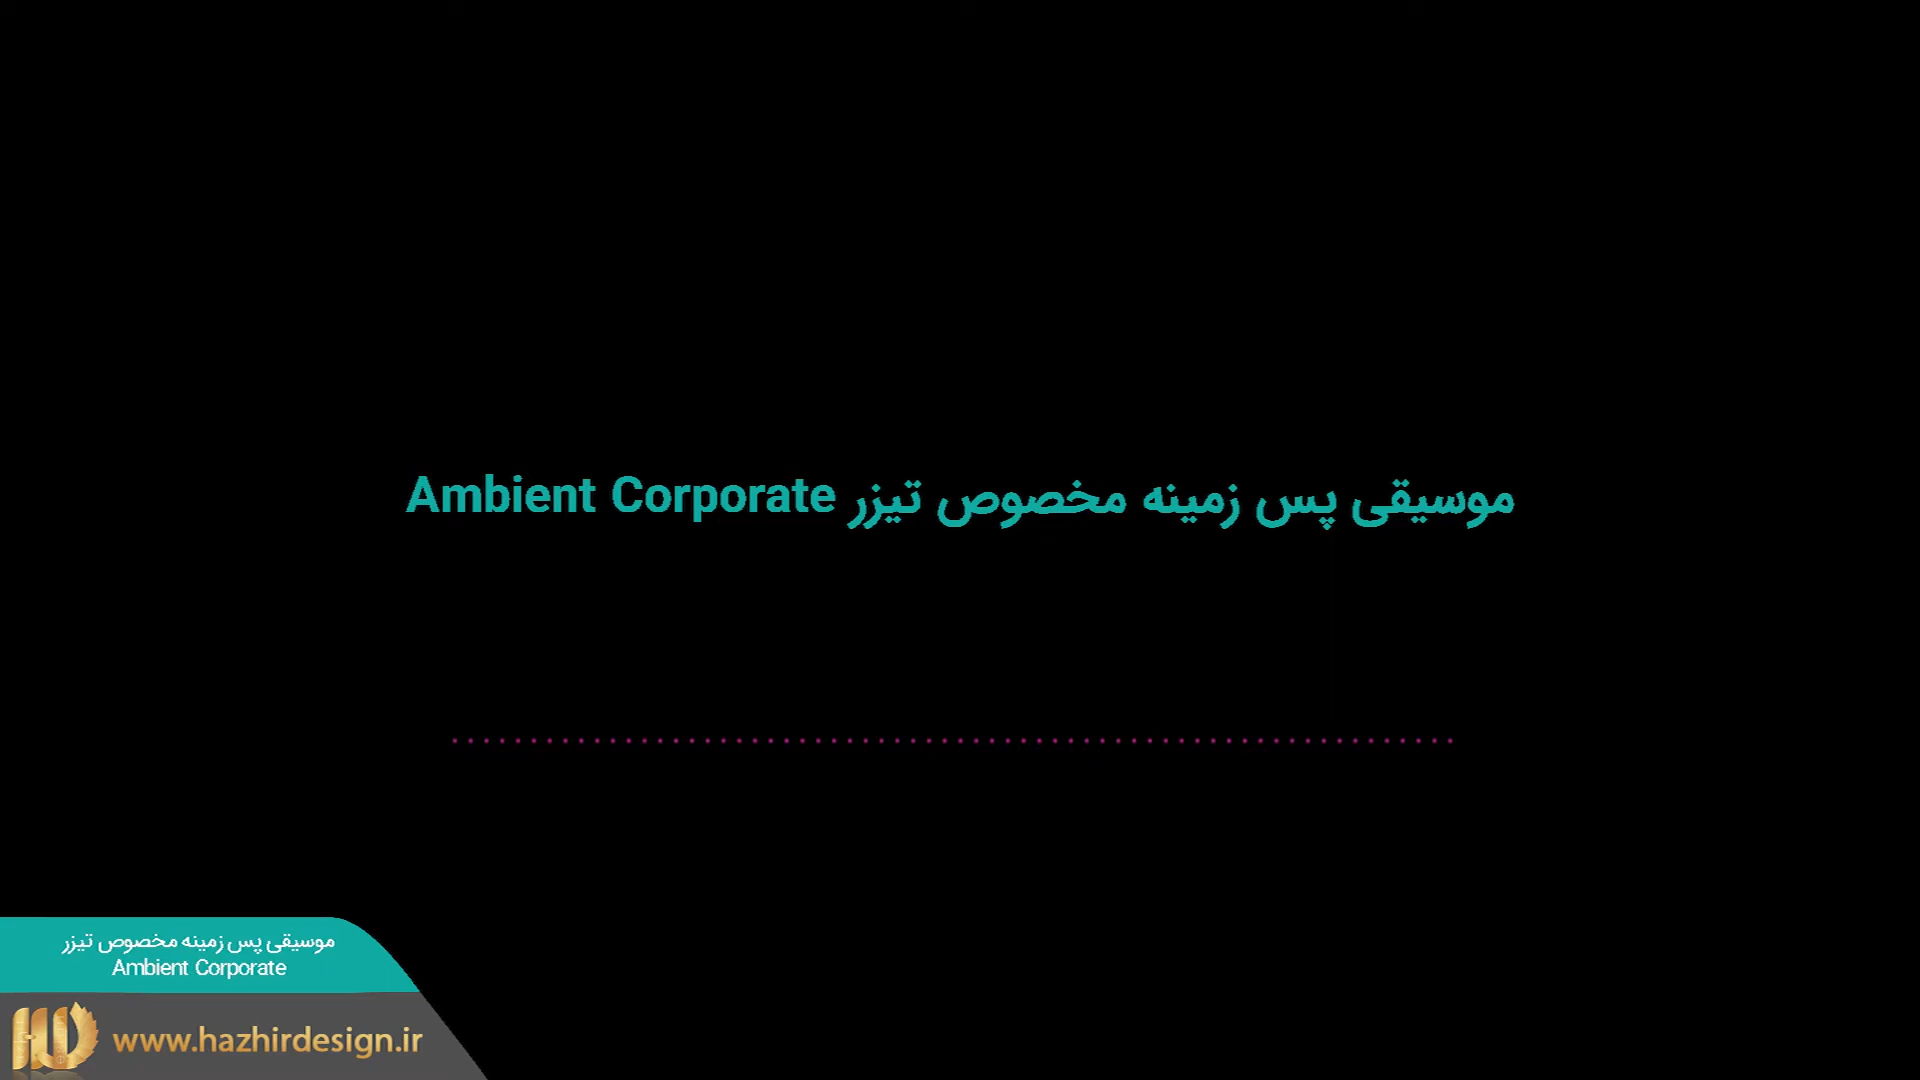 موسیقی پس زمینه مخصوص تیزر Ambient Corporate
موسیقی پس زمینه مخصوص تیزر
Ambient Corporate
www.hazhirdesign.ir